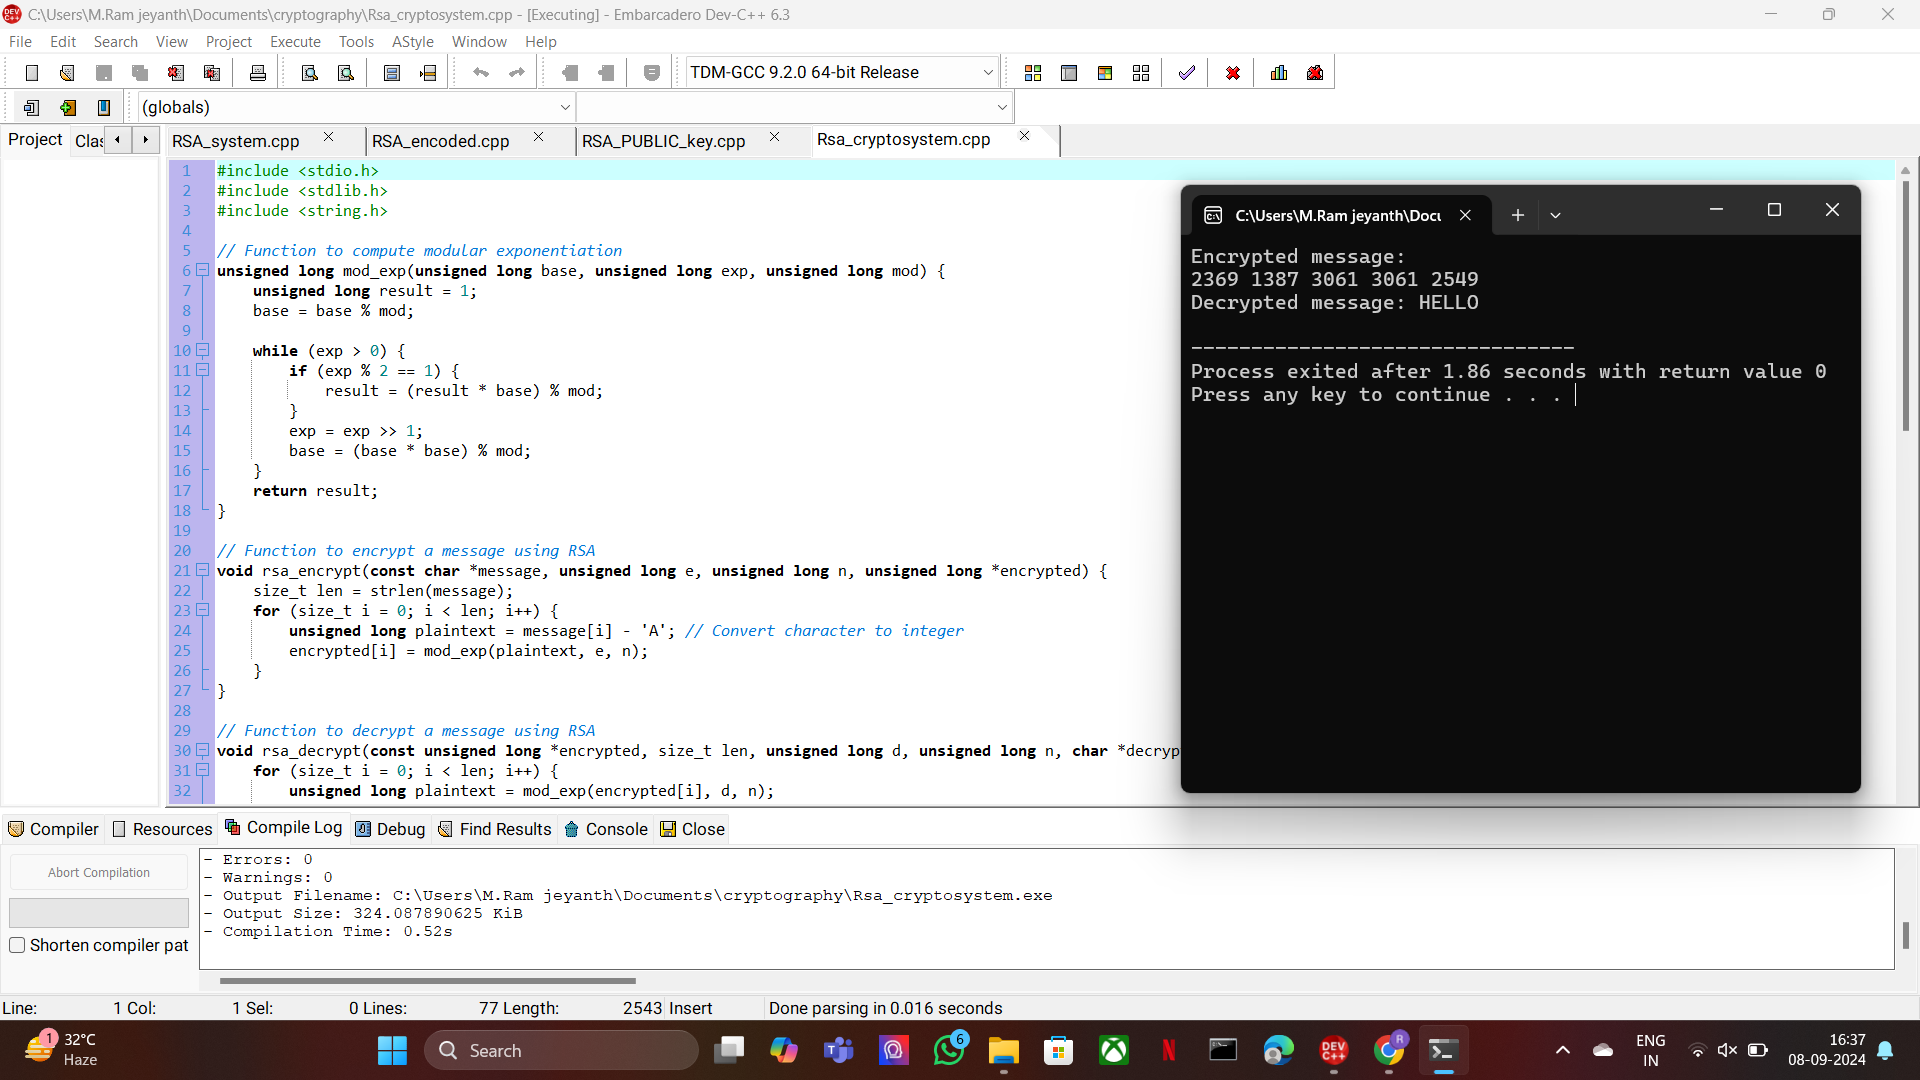 C:\Users\M.Ram jeyanth\Documents\cryptography\Rsa_cryptosystem.cpp - [Executing] - Embarcadero Dev-C++ 6.3
File Edit Search View Project Execute Tools AStyle Window Help
TDM-GCC 9.2.0 64-bit Release
(globals)
Project Clas RSA_system.cpp RSA_encoded.cpp RSA_PUBLIC_key.cpp Rsa_cryptosystem.cpp
1 #include <stdio.h>
2 #include <stdlib.h>
3 #include <string.h>
4
5 // Function to compute modular exponentiation
6 unsigned long mod_exp(unsigned long base, unsigned long exp, unsigned long mod) {
7 unsigned long result = 1;
8 base = base % mod;
9
10 while (exp > 0) {
11 if (exp % 2 == 1) {
12 result = (result * base) % mod;
13 }
14 exp = exp >> 1;
15 base = (base * base) % mod;
16 }
17 return result;
18 }
19
20 // Function to encrypt a message using RSA
21 void rsa_encrypt(const char *message, unsigned long e, unsigned long n, unsigned long *encrypted) {
22 size_t len = strlen(message);
23 for (size_t i = 0; i < len; i++) {
24 unsigned long plaintext = message[i] - 'A'; // Convert character to integer
25 encrypted[i] = mod_exp(plaintext, e, n);
26 }
27 }
28
29 // Function to decrypt a message using RSA
30 void rsa_decrypt(const unsigned long *encrypted, size_t len, unsigned long d, unsigned long n, char *decryp
31 for (size_t i = 0; i < len; i++) {
32 unsigned long plaintext = mod_exp(encrypted[i], d, n);
C:\Users\M.Ram jeyanth\Docu
Encrypted message:
2369 1387 3061 3061 2549
Decrypted message: HELLO
--------------------------------
Process exited after 1.86 seconds with return value 0
Press any key to continue . . .
Compiler Resources Compile Log Debug Find Results Console Close
Abort Compilation
Shorten compiler pat
- Errors: 0
- Warnings: 0
- Output Filename: C:\Users\M.Ram jeyanth\Documents\cryptography\Rsa_cryptosystem.exe
- Output Size: 324.087890625 KiB
- Compilation Time: 0.52s
Line: 1 Col: 1 Sel: 0 Lines: 77 Length: 2543 Insert Done parsing in 0.016 seconds
1 32°C
Haze
Search
6
DEV C++
R
ENG
IN
16:37
08-09-2024